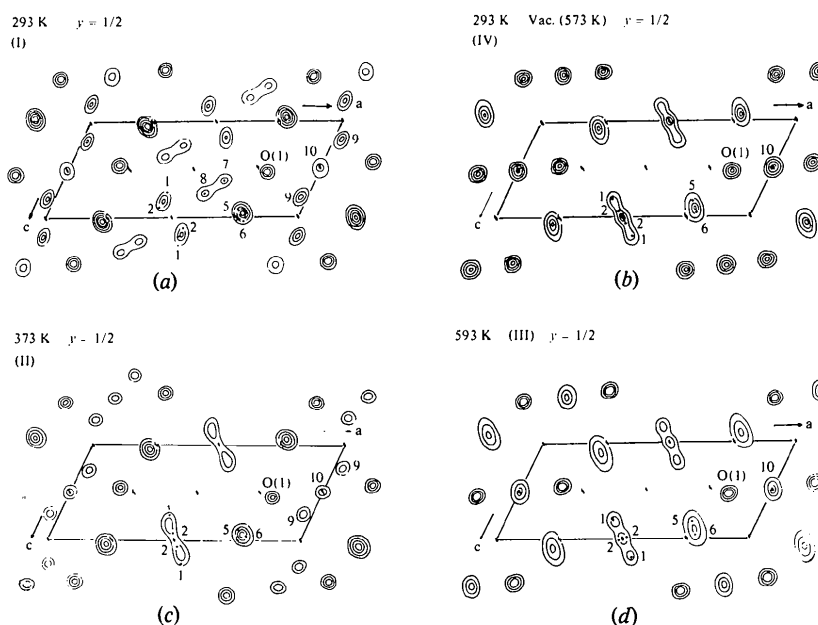 293 K y = 1/2
(I)
a
9
10
O(1)
7
8
1
9
2
5
2
6
1
c
(a)
293 K Vac. (573 K) y = 1/2
(IV)
a
O(1)
10
1
5
2
2
6
1
c
(b)
373 K y - 1/2
(II)
a
9
10
O(1)
9
2
5
6
2
1
c
(c)
593 K (III) y - 1/2
a
10
O(1)
1
5
2
2
6
1
c
(d)